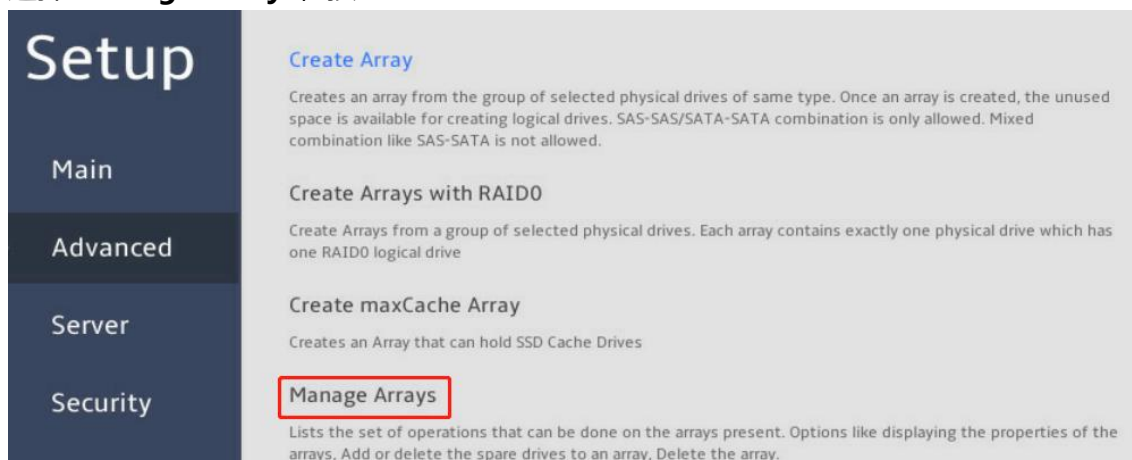 Setup
Main
Advanced
Server
Security
Create Array
Creates an array from the group of selected physical drives of same type. Once an array is created, the unused
space is available for creating logical drives. SAS-SAS/SATA-SATA combination is only allowed. Mixed
combination like SAS-SATA is not allowed.
Create Arrays with RAID0
Create Arrays from a group of selected physical drives. Each array contains exactly one physical drive which has
one RAID0 logical drive
Create maxCache Array
Creates an Array that can hold SSD Cache Drives
Manage Arrays
Lists the set of operations that can be done on the arrays present. Options like displaying the properties of the
arrays, Add or delete the spare drives to an array, Delete the array.